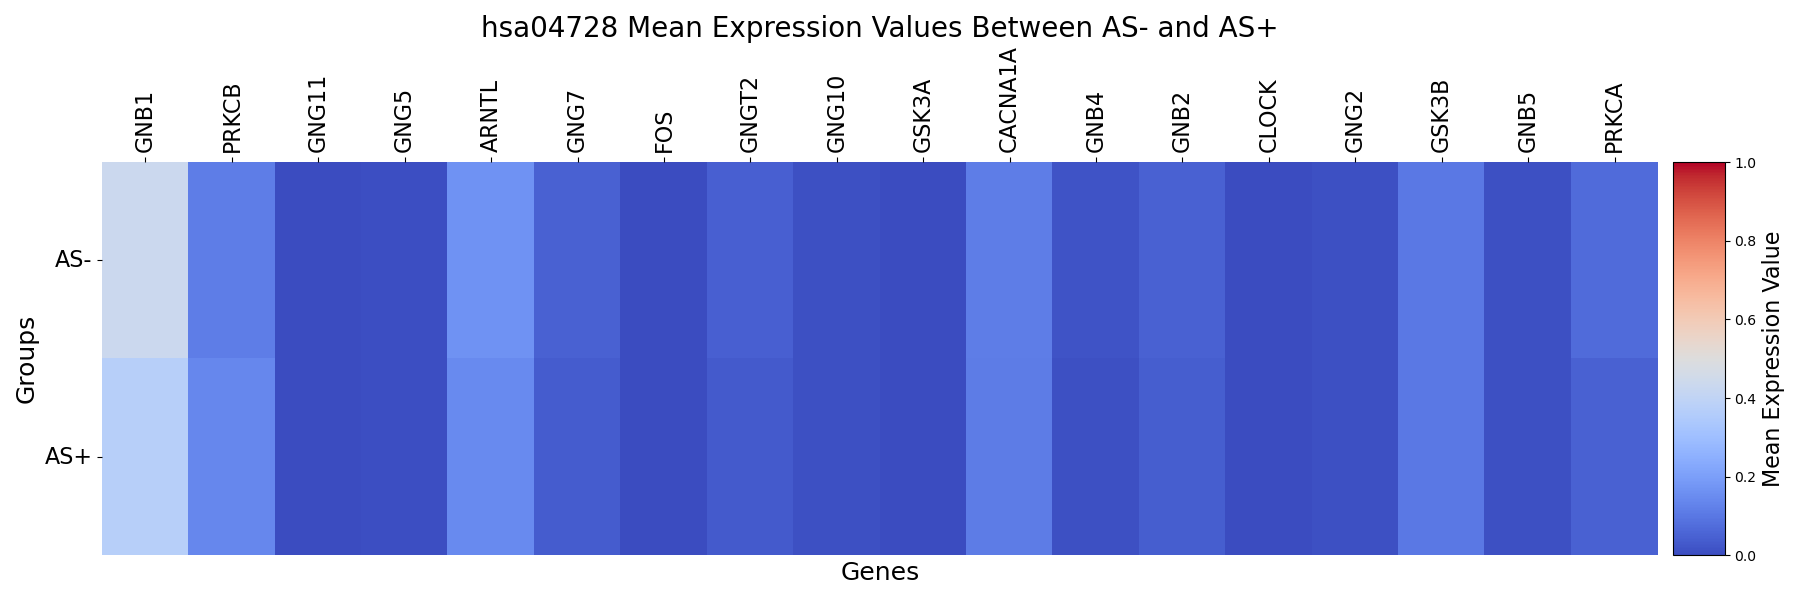 hsa04728 Mean Expression Values Between AS- and AS+
GNB1
PRKCB
GNG11
GNG5
ARNTL
GNG7
FOS
GNGT2
GNG10
GSK3A
CACNA1A
GNB4
GNB2
CLOCK
GNG2
GSK3B
GNB5
PRKCA
Groups
AS-
AS+
Genes
1.0
0.8
0.6
0.4
0.2
0.0
Mean Expression Value